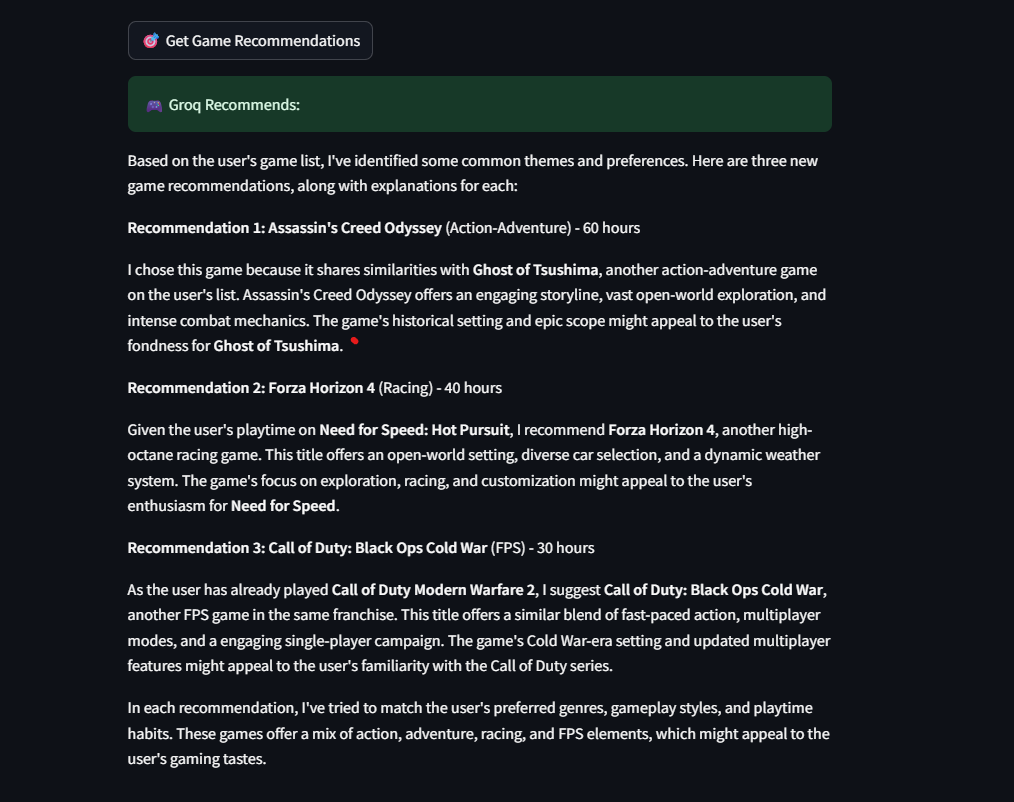 🎯 Get Game Recommendations
🎮 Groq Recommends:
Based on the user's game list, I've identified some common themes and preferences. Here are three new
game recommendations, along with explanations for each:
Recommendation 1: Assassin's Creed Odyssey (Action-Adventure) - 60 hours
I chose this game because it shares similarities with Ghost of Tsushima, another action-adventure game
on the user's list. Assassin's Creed Odyssey offers an engaging storyline, vast open-world exploration, and
intense combat mechanics. The game's historical setting and epic scope might appeal to the user's
fondness for Ghost of Tsushima.
Recommendation 2: Forza Horizon 4 (Racing) - 40 hours
Given the user's playtime on Need for Speed: Hot Pursuit, I recommend Forza Horizon 4, another high-
octane racing game. This title offers an open-world setting, diverse car selection, and a dynamic weather
system. The game's focus on exploration, racing, and customization might appeal to the user's
enthusiasm for Need for Speed.
Recommendation 3: Call of Duty: Black Ops Cold War (FPS) - 30 hours
As the user has already played Call of Duty Modern Warfare 2, I suggest Call of Duty: Black Ops Cold War,
another FPS game in the same franchise. This title offers a similar blend of fast-paced action, multiplayer
modes, and a engaging single-player campaign. The game's Cold War-era setting and updated multiplayer
features might appeal to the user's familiarity with the Call of Duty series.
In each recommendation, I've tried to match the user's preferred genres, gameplay styles, and playtime
habits. These games offer a mix of action, adventure, racing, and FPS elements, which might appeal to the
user's gaming tastes.